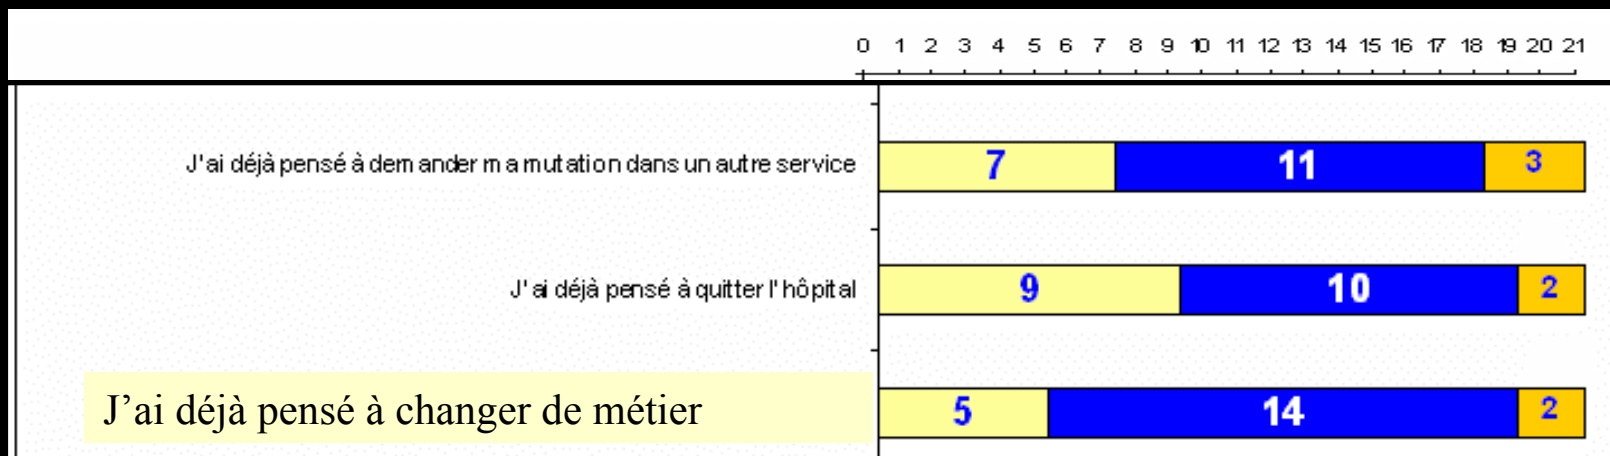 0 1 2 3 4 5 6 7 8 9 10 11 12 13 14 15 16 17 18 19 20 21
J'ai déjà pensé à demander ma mutation dans un autre service 7 11 3
J'ai déjà pensé à quitter l'hôpital 9 10 2
J’ai déjà pensé à changer de métier 5 14 2